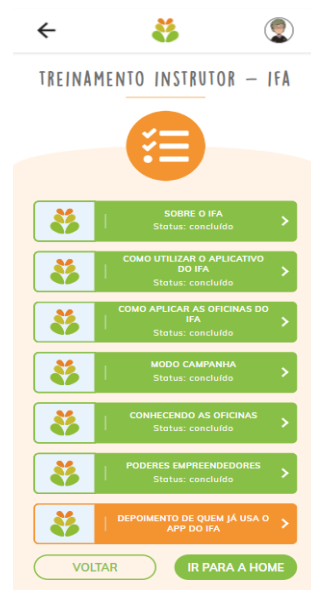 TREINAMENTO INSTRUTOR – IFA
SOBRE O IFA
Status: concluído
COMO UTILIZAR O APLICATIVO
DO IFA
Status: concluído
COMO APLICAR AS OFICINAS DO
IFA
Status: concluído
MODO CAMPANHA
Status: concluído
CONHECENDO AS OFICINAS
Status: concluído
PODERES EMPREENDEDORES
Status: concluído
DEPOIMENTO DE QUEM JÁ USA O
APP DO IFA
VOLTAR
IR PARA A HOME